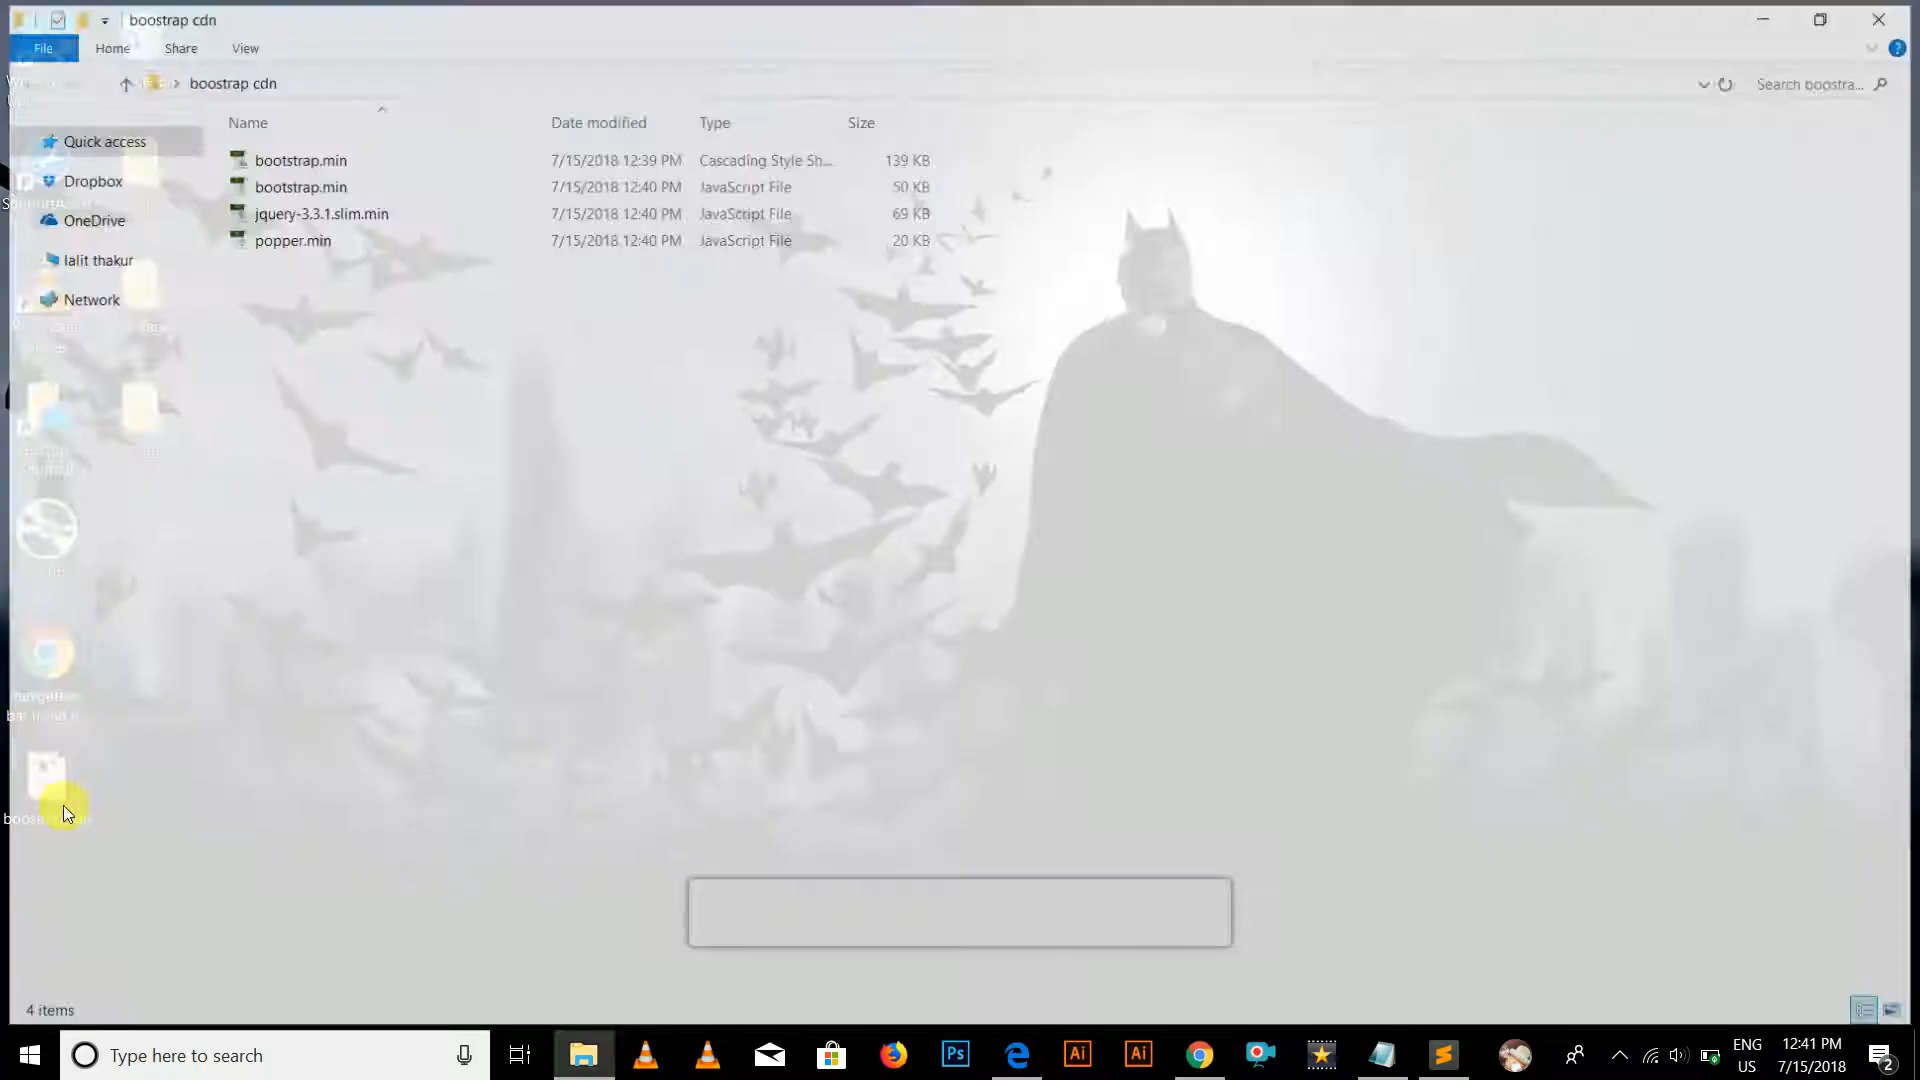 boostrap cdn
File Home Share View
boostrap cdn
Search boostra...
Name Date modified Type Size
Quick access
Dropbox
OneDrive
lalit thakur
Network
bootstrap.min 7/15/2018 12:39 PM Cascading Style Sh... 139 KB
bootstrap.min 7/15/2018 12:40 PM JavaScript File 50 KB
jquery-3.3.1.slim.min 7/15/2018 12:40 PM JavaScript File 69 KB
popper.min 7/15/2018 12:40 PM JavaScript File 20 KB
4 items
Type here to search
Ps
Ai
Ai
ENG
US
12:41 PM
7/15/2018
2